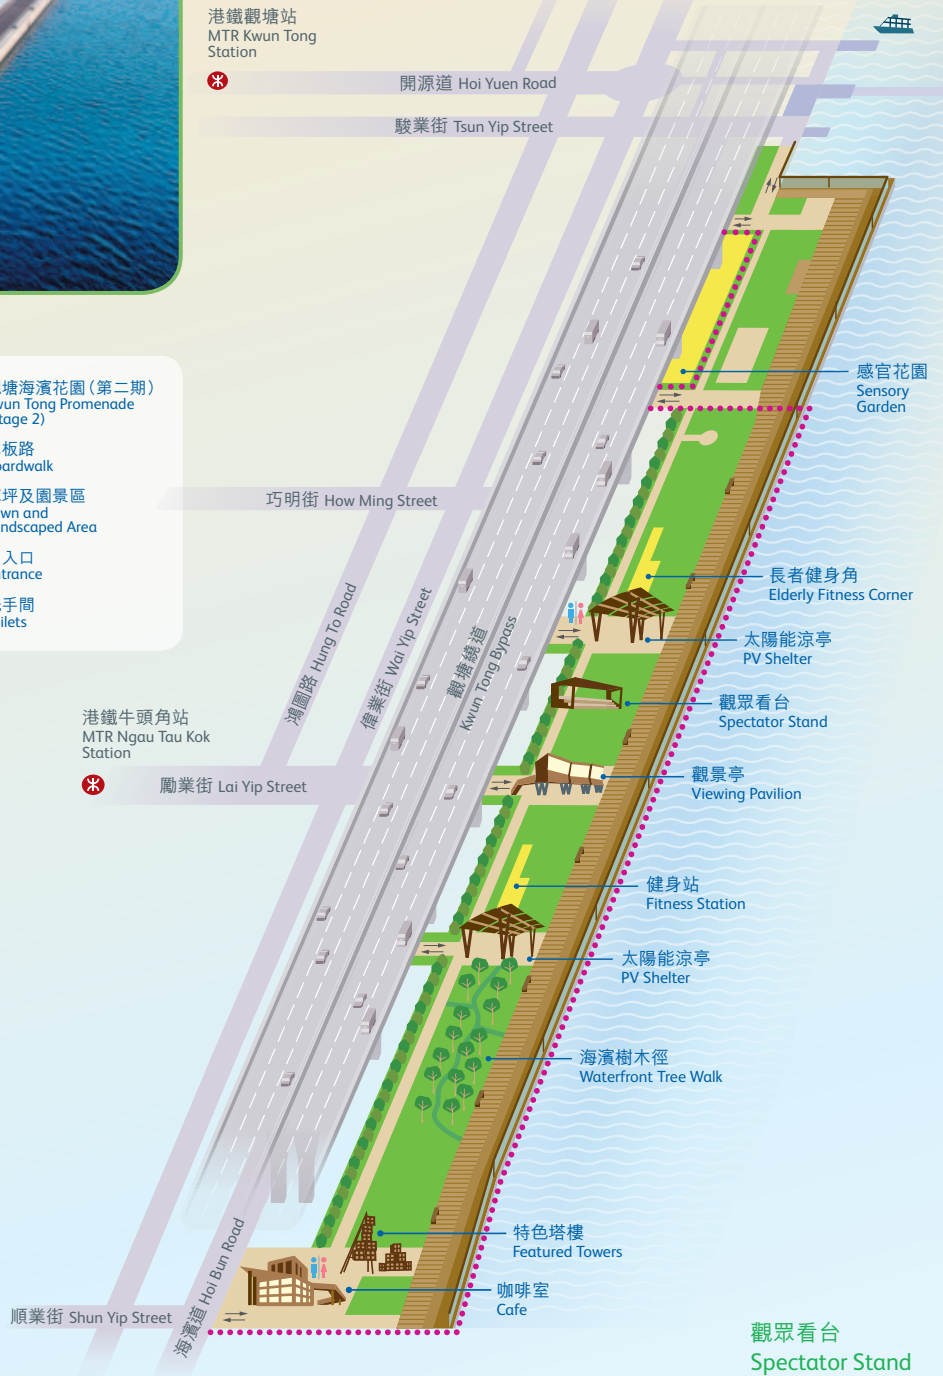 港鐵觀塘站
MTR Kwun Tong
Station
開源道 Hoi Yuen Road
駿業街 Tsun Yip Street
塘海濱花園(第二期)
wun Tong Promenade
tage 2)
板路
oardwalk
坪及園景區
wn and
ndscaped Area
入口
ntrance
手間
ilets
感官花園
Sensory
Garden
巧明街 How Ming Street
長者健身角
Elderly Fitness Corner
太陽能涼亭
PV Shelter
鴻圖路 Hung To Road
偉業街 Wai Yip Street
觀塘繞道
Kwun Tong Bypass
觀眾看台
Spectator Stand
港鐵牛頭角站
MTR Ngau Tau Kok
Station
勵業街 Lai Yip Street
觀景亭
Viewing Pavilion
健身站
Fitness Station
太陽能涼亭
PV Shelter
海濱樹木徑
Waterfront Tree Walk
特色塔樓
Featured Towers
咖啡室
Cafe
順業街 Shun Yip Street
海濱道 Hoi Bun Road
觀眾看台
Spectator Stand